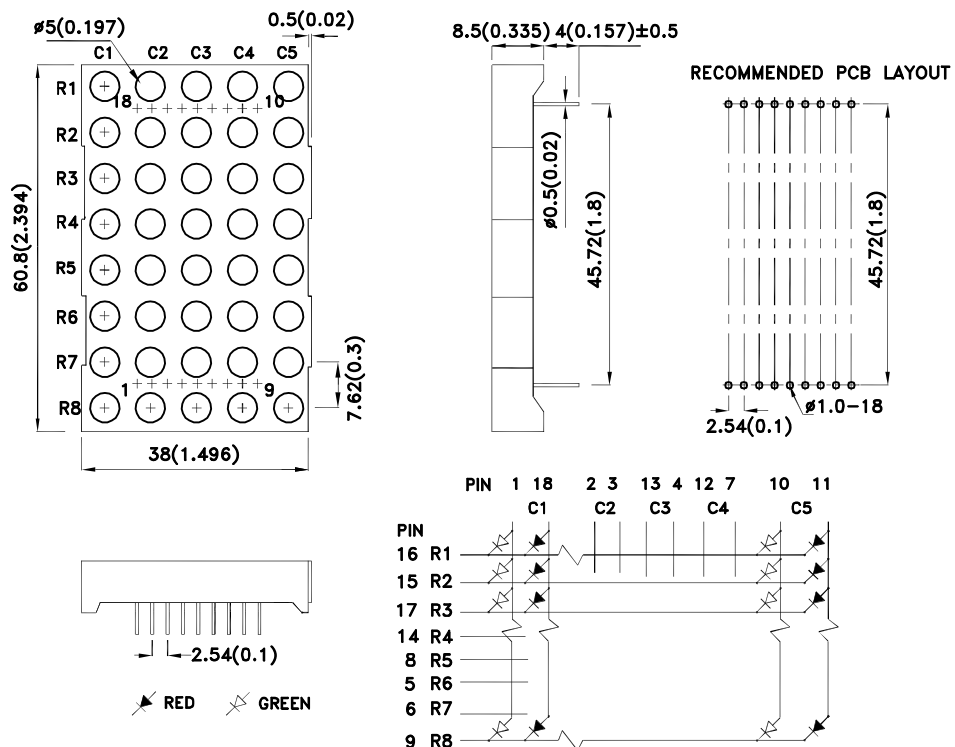 ø5(0.197)
0.5(0.02)
C1 C2 C3 C4 C5
R1
18 10
R2
R3
R4
R5
R6
R7
1 9
R8
60.8(2.394)
7.62(0.3)
38(1.496)
8.5(0.335) 4(0.157)±0.5
ø0.5(0.02)
45.72(1.8)
RECOMMENDED PCB LAYOUT
45.72(1.8)
ø1.0-18
2.54(0.1)
2.54(0.1)
RED GREEN
PIN 1 18 2 3 13 4 12 7 10 11
C1 C2 C3 C4 C5
PIN
16 R1
15 R2
17 R3
14 R4
8 R5
5 R6
6 R7
9 R8